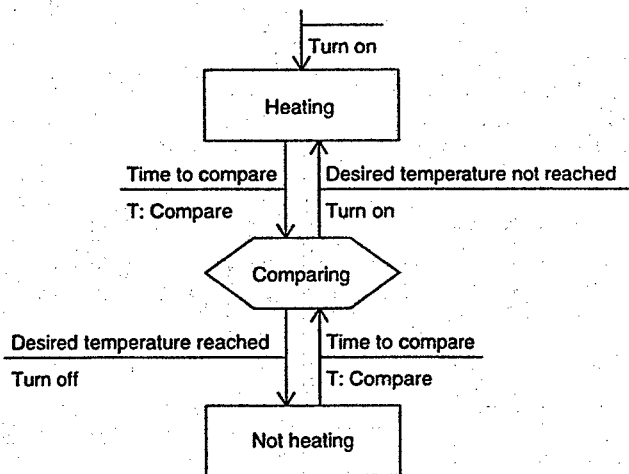 Turn on
Heating
Time to compare
T: Compare
Desired temperature not reached
Turn on
Comparing
Desired temperature reached
Turn off
Time to compare
T: Compare
Not heating